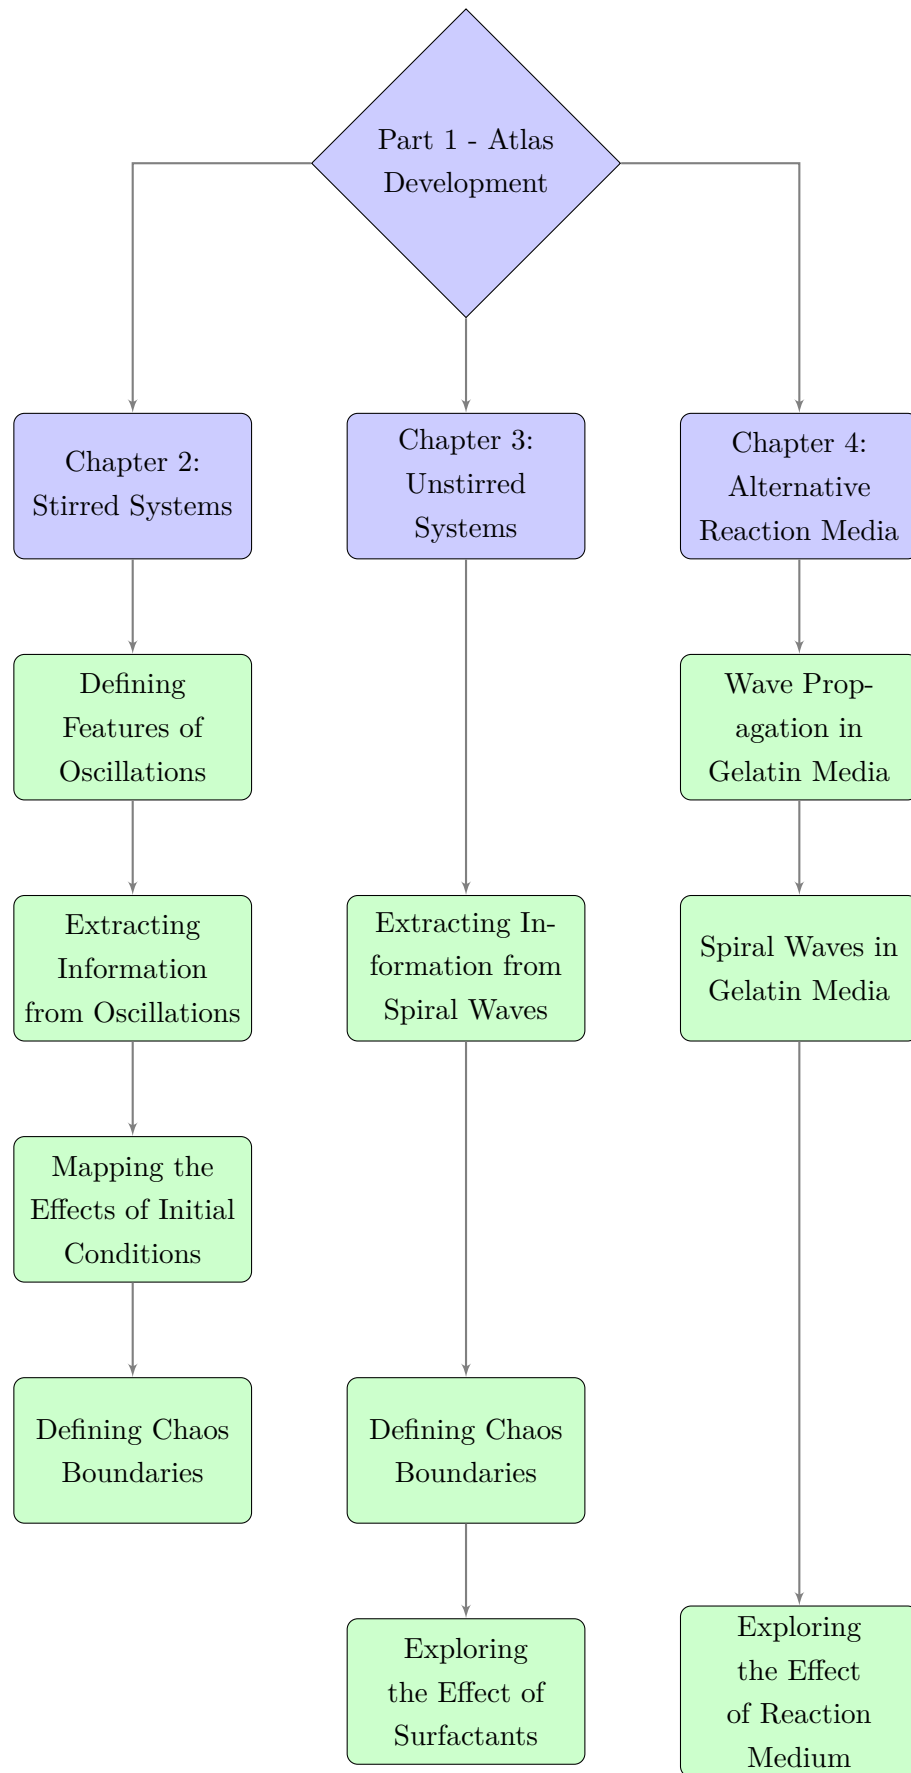 Part 1 - Atlas
Development
Chapter 2:
Stirred Systems
Chapter 3:
Unstirred
Systems
Chapter 4:
Alternative
Reaction Media
Defining
Features of
Oscillations
Wave Prop-
agation in
Gelatin Media
Extracting
Information
from Oscillations
Extracting In-
formation from
Spiral Waves
Spiral Waves in
Gelatin Media
Mapping the
Effects of Initial
Conditions
Defining Chaos
Boundaries
Defining Chaos
Boundaries
Exploring
the Effect of
Surfactants
Exploring
the Effect
of Reaction
Medium